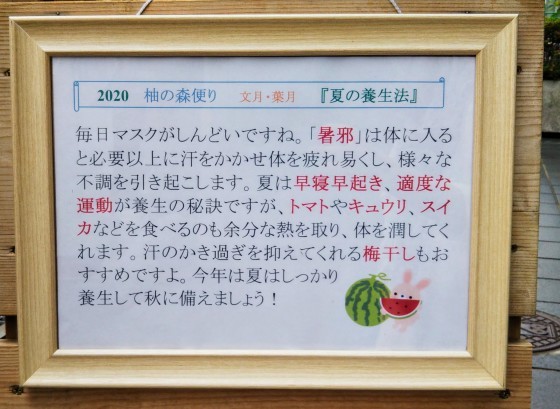 2020 柚の森便り 文月・葉月 『夏の養生法』
毎日マスクがしんどいですね。「暑邪」は体に入る
と必要以上に汗をかかせ体を疲れ易くし、様々な
不調を引き起こします。夏は早寝早起き、適度な
運動が養生の秘訣ですが、トマトやキュウリ、スイ
カなどを食べるのも余分な熱を取り、体を潤してく
れます。汗のかき過ぎを抑えてくれる梅干しもお
すすめですよ。今年は夏はしっかり
養生して秋に備えましょう！